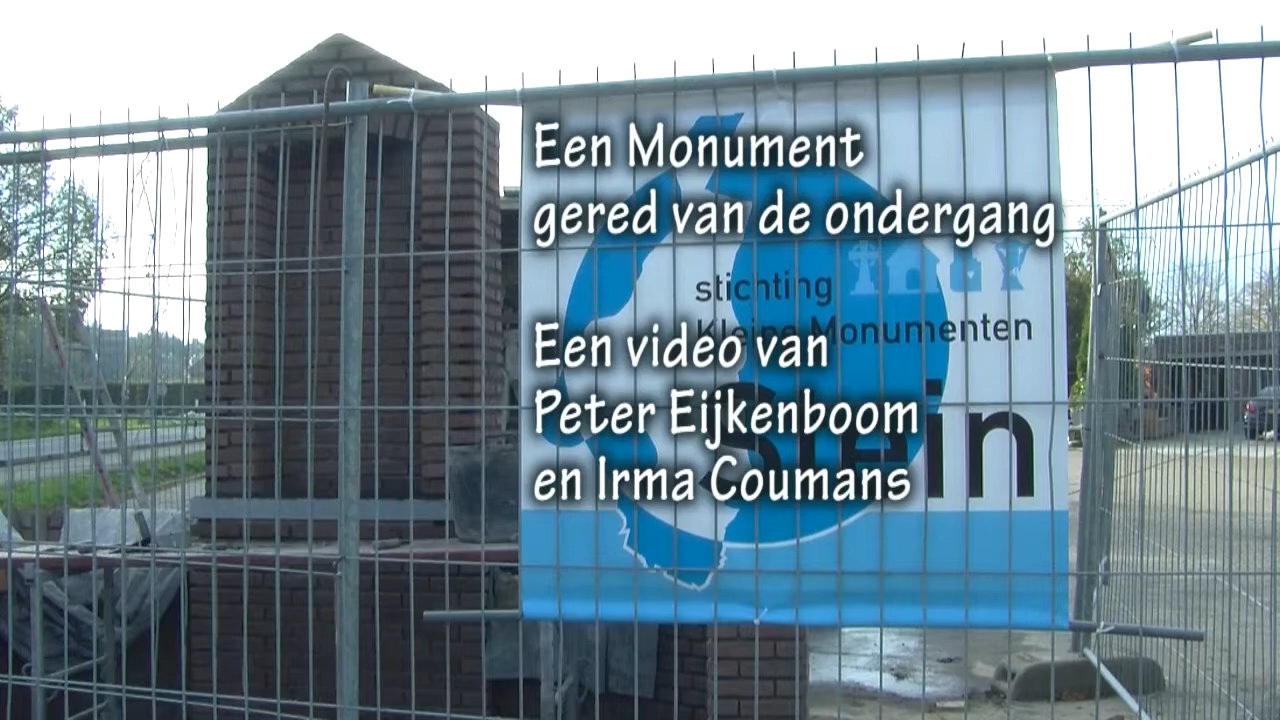 Een Monument
gered van de ondergang
stichting
Kleine Monumenten
Een video van
Peter Eijkenboom
Stein
en Irma Coumans